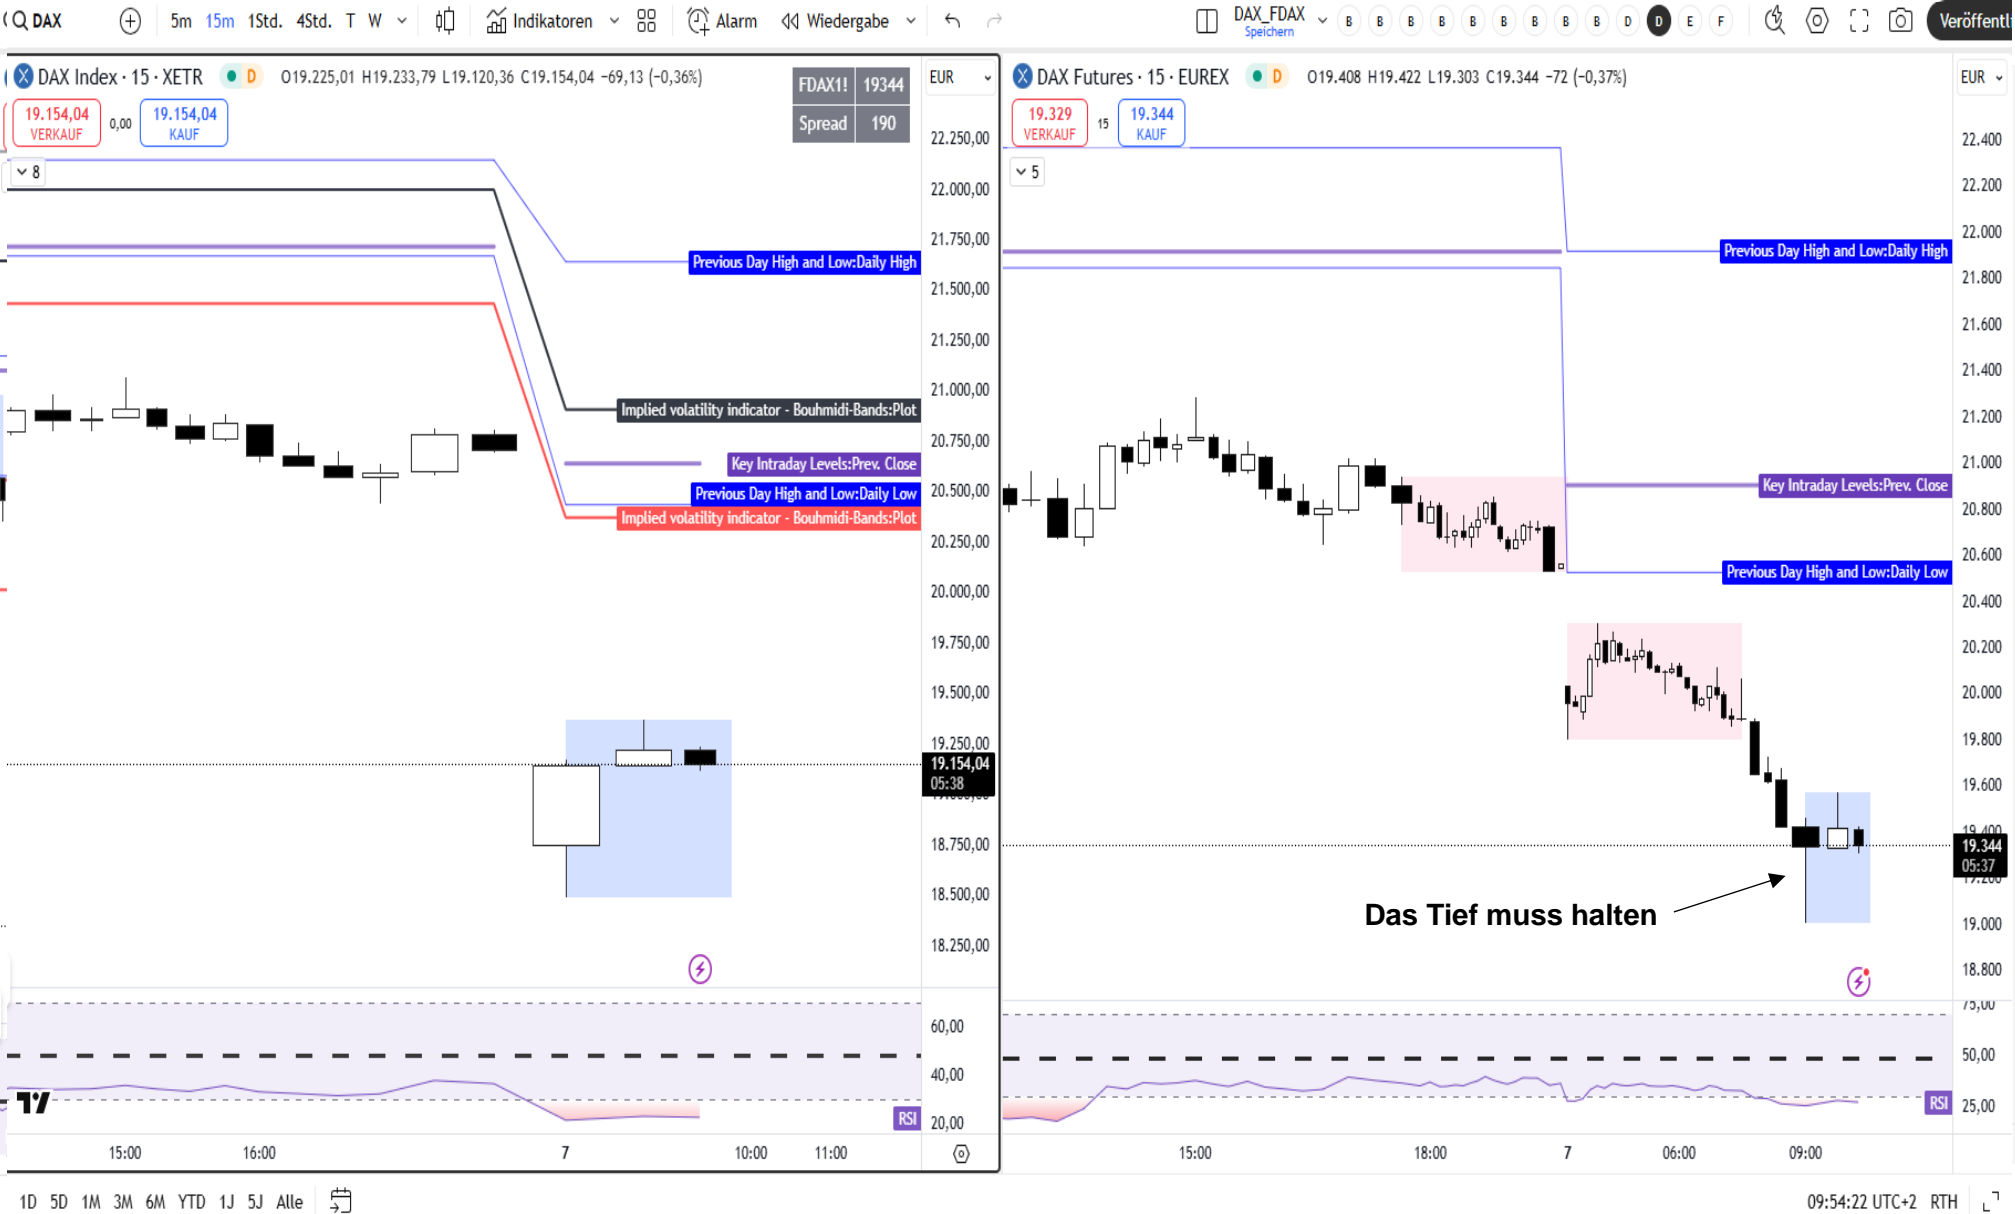 DAX 5m 15m 1Std. 4Std. T W Indikatoren Alarm Wiedergabe DAX_FDAX B B B B B B B B B D D E F
Speichern
DAX Index · 15 · XETR D O19.225,01 H19.233,79 L19.120,36 C19.154,04 −69,13 (−0,36%)
FDAX1! 19344
Spread 190
EUR
19.154,04
VERKAUF
0,00
19.154,04
KAUF
8
22.250,00
22.000,00
21.750,00
21.500,00
21.250,00
21.000,00
20.750,00
20.500,00
20.250,00
20.000,00
19.750,00
19.500,00
19.250,00
19.154,04
05:38
18.750,00
18.500,00
18.250,00
Previous Day High and Low:Daily High
Implied volatility indicator - Bouhmidi-Bands:Plot
Key Intraday Levels:Prev. Close
Previous Day High and Low:Daily Low
Implied volatility indicator - Bouhmidi-Bands:Plot
60,00
40,00
RSI 20,00
15:00 16:00 7 10:00 11:00
DAX Futures · 15 · EUREX D O19.408 H19.422 L19.303 C19.344 −72 (−0,37%)
EUR
19.329
VERKAUF
15
19.344
KAUF
5
22.400
22.200
22.000
21.800
21.600
21.400
21.200
21.000
20.800
20.600
20.400
20.200
20.000
19.800
19.600
19.400
19.344
05:37
19.000
18.800
Previous Day High and Low:Daily High
Key Intraday Levels:Prev. Close
Previous Day High and Low:Daily Low
Das Tief muss halten
75,00
50,00
RSI 25,00
15:00 18:00 7 06:00 09:00
1D 5D 1M 3M 6M YTD 1J 5J Alle
09:54:22 UTC+2 RTH